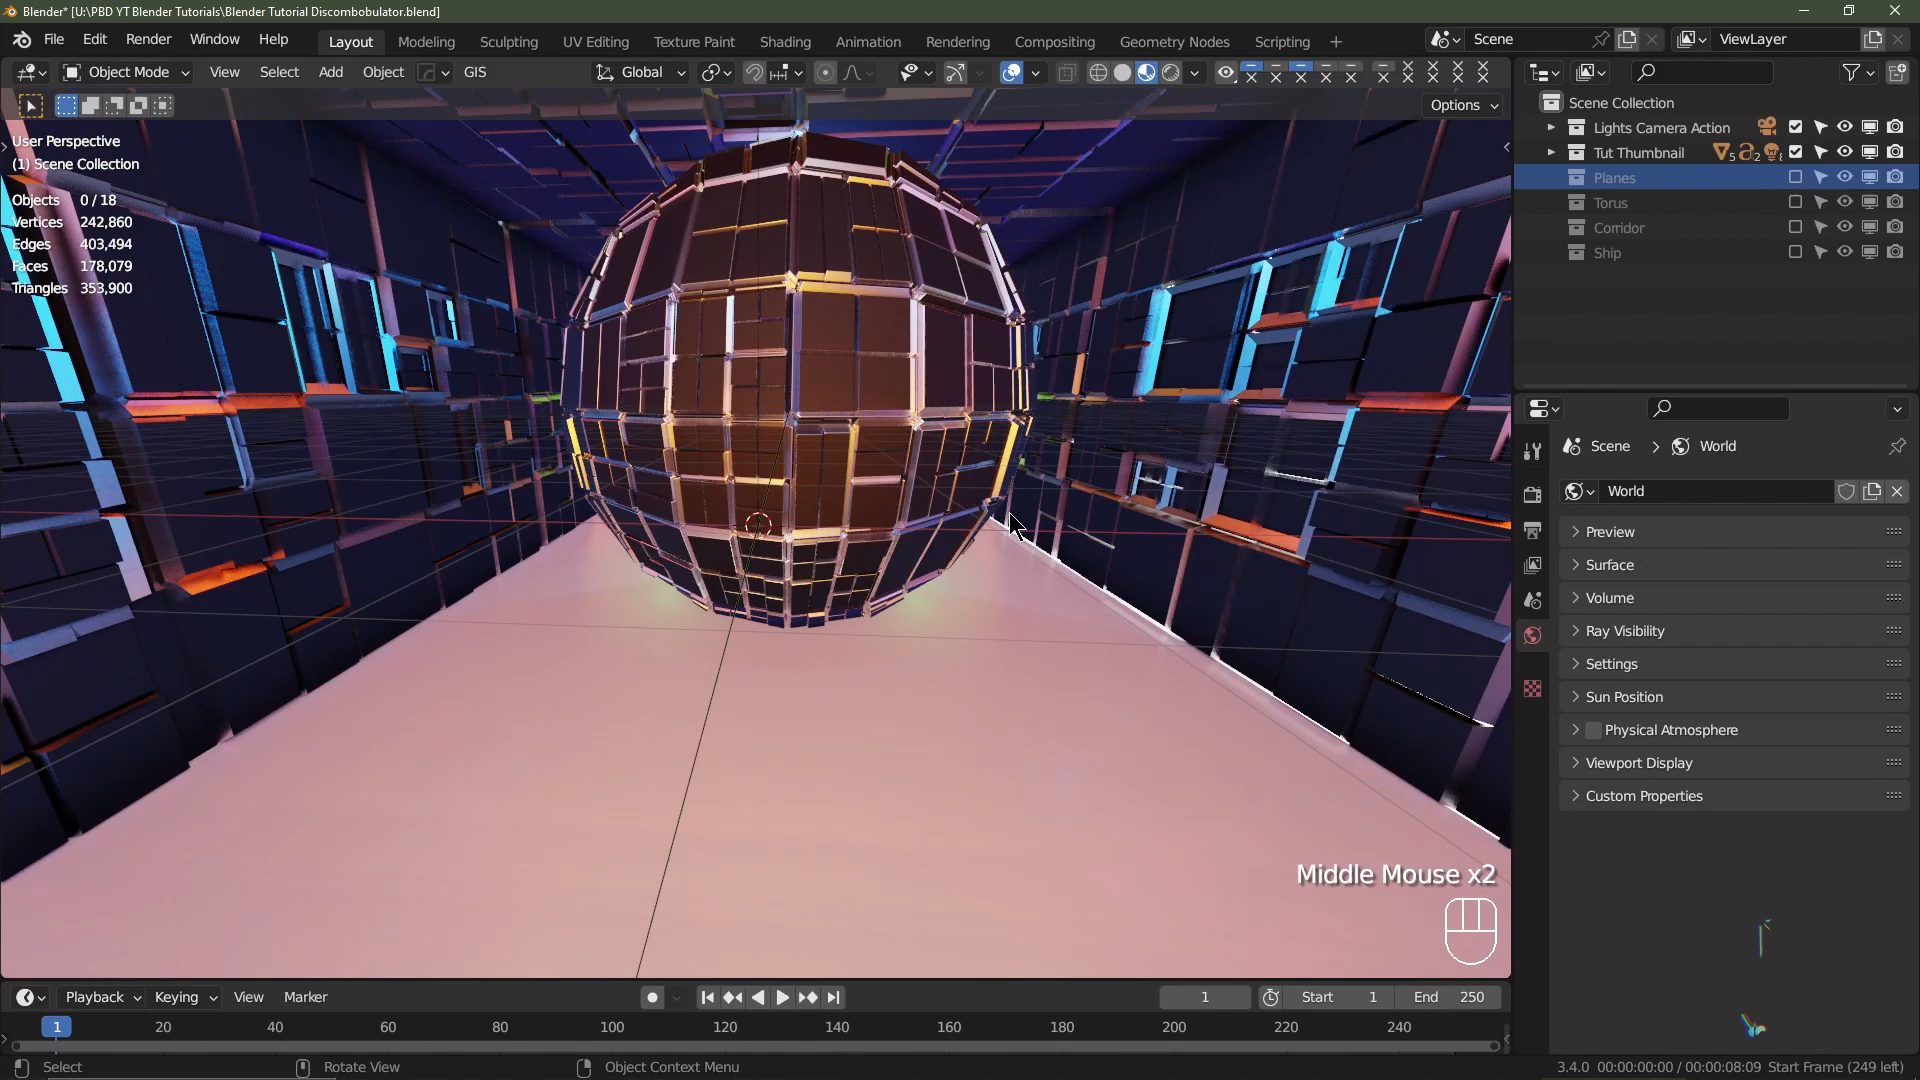 Blender* [U:\PBD YT Blender Tutorials\Blender Tutorial Discombobulator.blend]
File Edit Render Window Help
Layout Modeling Sculpting UV Editing Texture Paint Shading Animation Rendering Compositing Geometry Nodes Scripting +
Scene
ViewLayer
Object Mode View Select Add Object GIS
Global
Options
User Perspective
(1) Scene Collection
Objects 0 / 18
Vertices 242,860
Edges 403,494
Faces 178,079
Triangles 353,900
Middle Mouse x2
Scene Collection
Lights Camera Action
Tut Thumbnail 5 2 8
Planes
Torus
Corridor
Ship
Scene > World
World
Preview
Surface
Volume
Ray Visibility
Settings
Sun Position
Physical Atmosphere
Viewport Display
Custom Properties
Playback Keying View Marker
1
Start 1
End 250
1 20 40 60 80 100 120 140 160 180 200 220 240
Select
Rotate View
Object Context Menu
3.4.0 00:00:00:00 / 00:00:08:09 Start Frame (249 left)